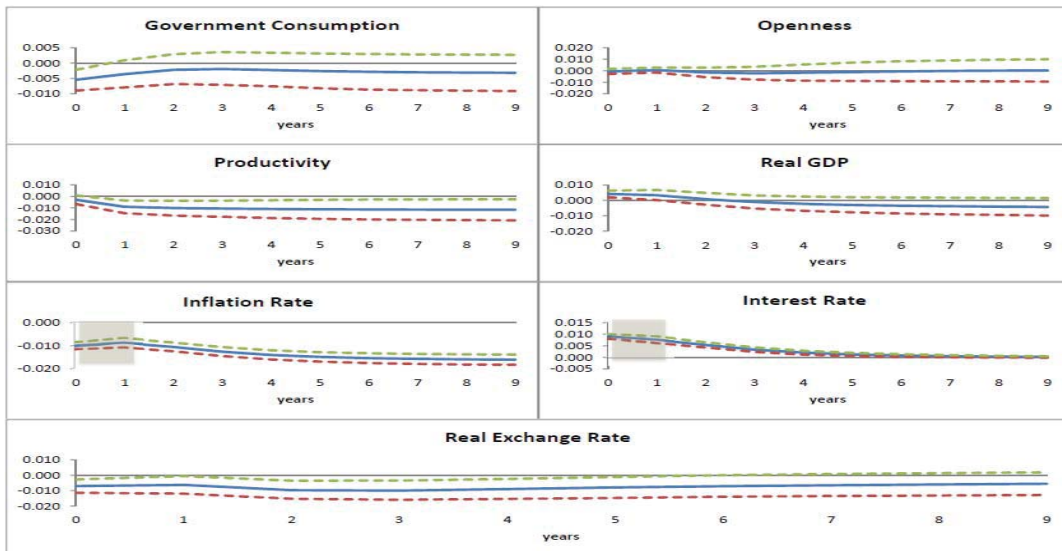 Government Consumption
0.005
0.000
-0.005
-0.010
0 1 2 3 4 5 6 7 8 9
years
Openness
0.020
0.010
0.000
-0.010
-0.020
0 1 2 3 4 5 6 7 8 9
years
Productivity
0.010
0.000
-0.010
-0.020
-0.030
0 1 2 3 4 5 6 7 8 9
years
Real GDP
0.010
0.000
-0.010
-0.020
0 1 2 3 4 5 6 7 8 9
years
Inflation Rate
0.000
-0.010
-0.020
0 1 2 3 4 5 6 7 8 9
years
Interest Rate
0.015
0.010
0.005
0.000
-0.005
0 1 2 3 4 5 6 7 8 9
years
Real Exchange Rate
0.010
0.000
-0.010
-0.020
0 1 2 3 4 5 6 7 8 9
years